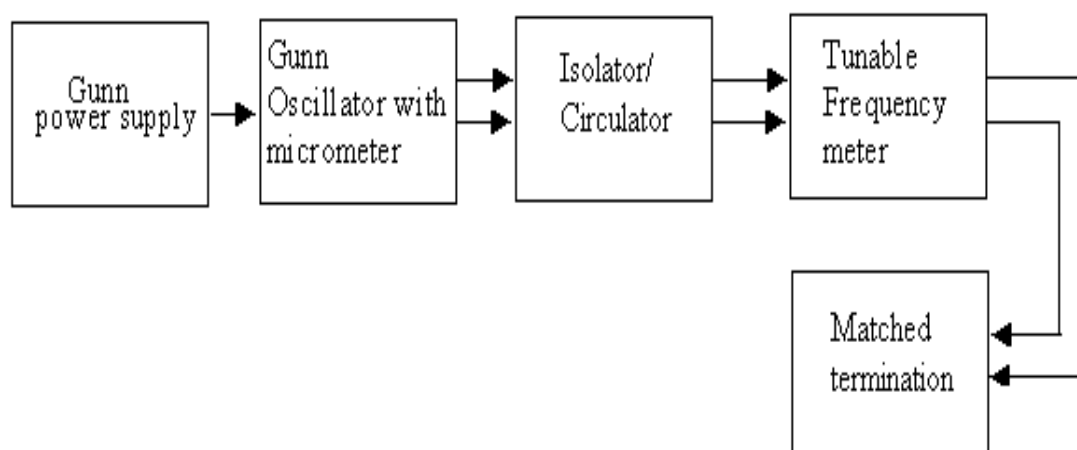 Gunn
power supply
Gunn
Oscillator with
micrometer
Isolator/
Circulator
Tunable
Frequency
meter
Matched
termination